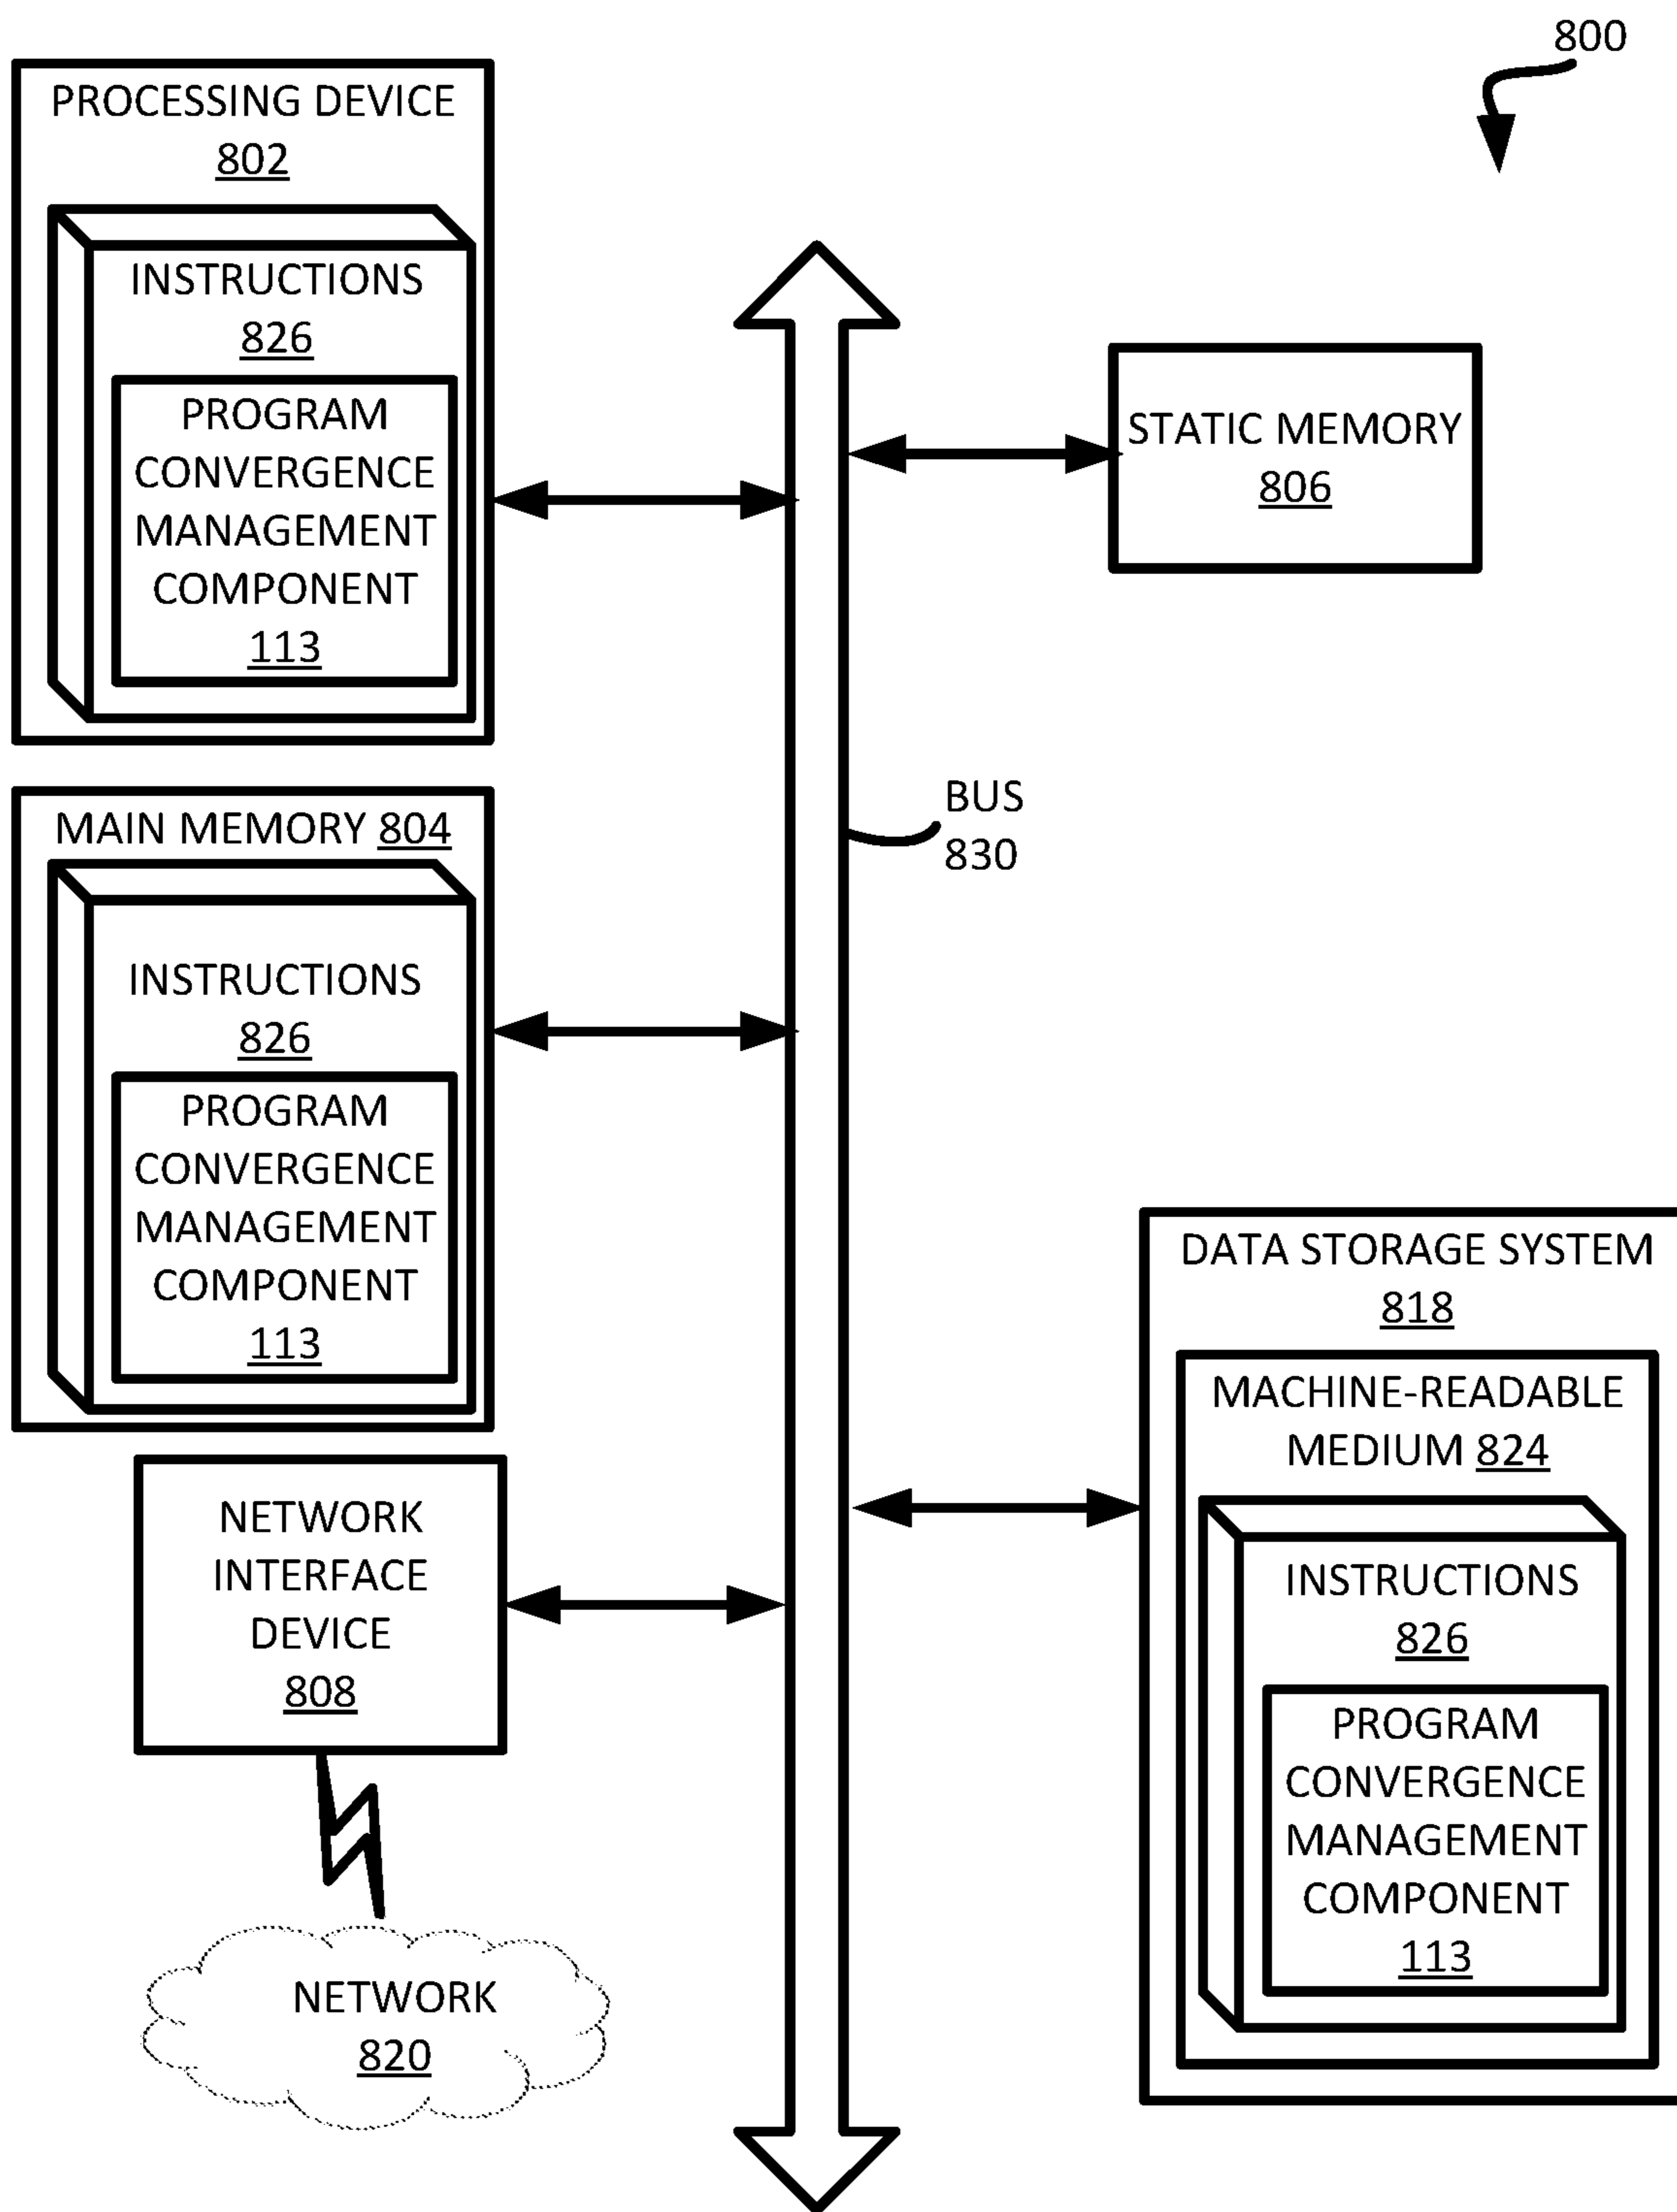 800
PROCESSING DEVICE
802
INSTRUCTIONS
826
PROGRAM
CONVERGENCE
MANAGEMENT
COMPONENT
113
STATIC MEMORY
806
BUS
830
MAIN MEMORY 804
INSTRUCTIONS
826
PROGRAM
CONVERGENCE
MANAGEMENT
COMPONENT
113
DATA STORAGE SYSTEM
818
MACHINE-READABLE
MEDIUM 824
INSTRUCTIONS
826
PROGRAM
CONVERGENCE
MANAGEMENT
COMPONENT
113
NETWORK
INTERFACE
DEVICE
808
NETWORK
820